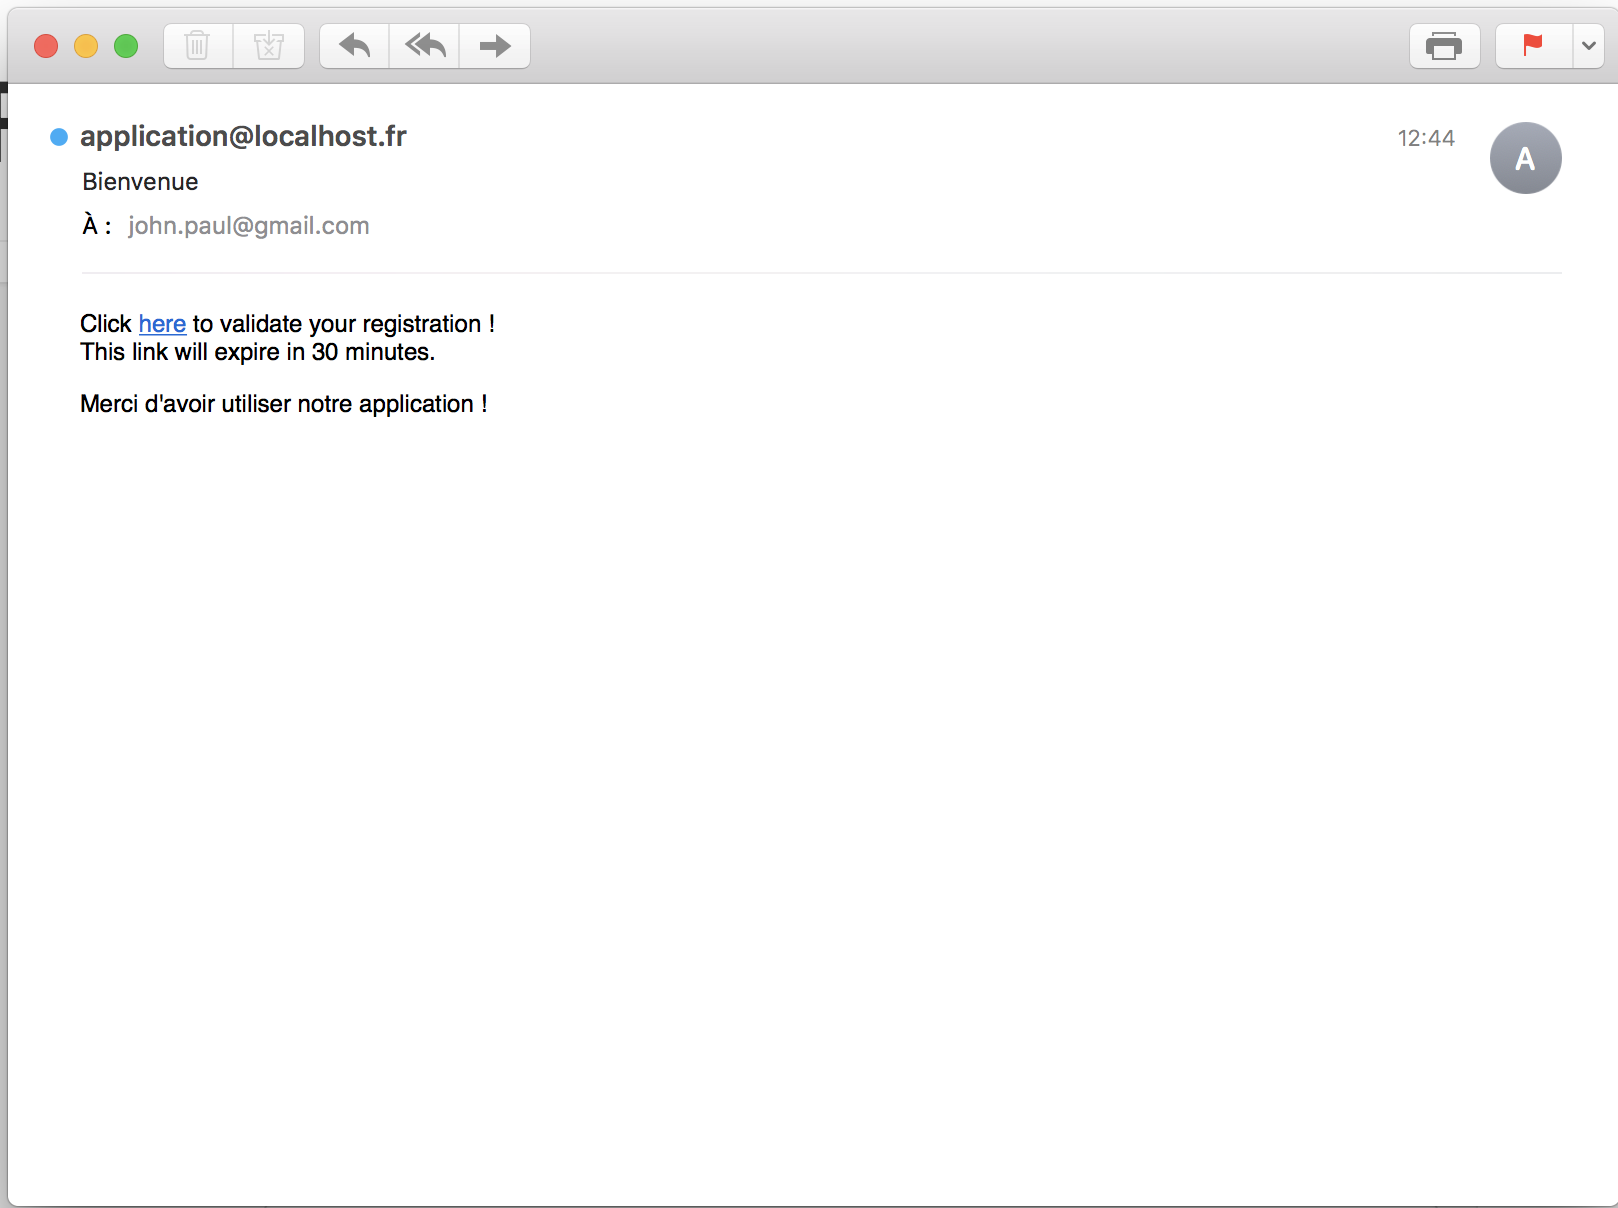 application@localhost.fr
12:44
A
Bienvenue
À : john.paul@gmail.com
Click here to validate your registration !
This link will expire in 30 minutes.
Merci d'avoir utiliser notre application !